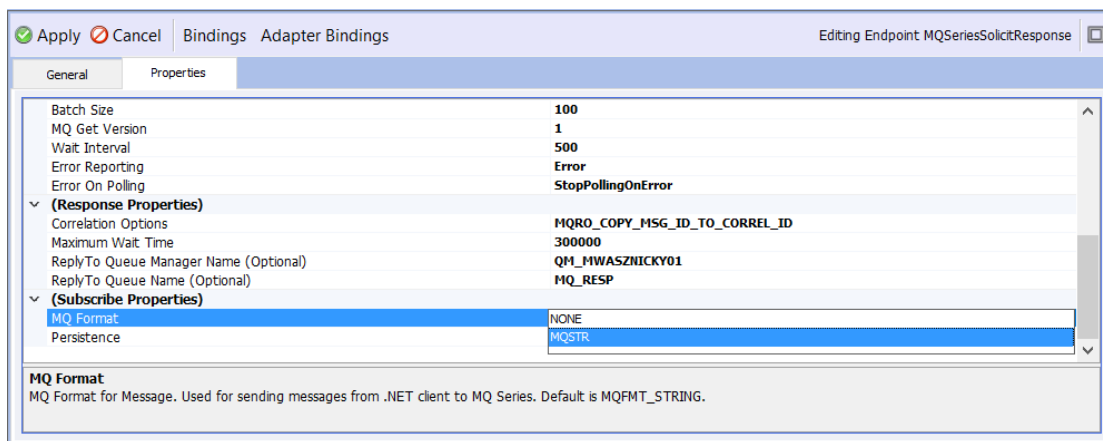 Apply Cancel Bindings Adapter Bindings Editing Endpoint MQSeriesSolicitResponse
General Properties
Batch Size 100
MQ Get Version 1
Wait Interval 500
Error Reporting Error
Error On Polling StopPollingOnError
(Response Properties)
Correlation Options MQRO_COPY_MSG_ID_TO_CORREL_ID
Maximum Wait Time 300000
ReplyTo Queue Manager Name (Optional) QM_MWASZNICKY01
ReplyTo Queue Name (Optional) MQ_RESP
(Subscribe Properties)
MQ Format NONE
Persistence MQSTR
MQ Format
MQ Format for Message. Used for sending messages from .NET client to MQ Series. Default is MQFMT_STRING.